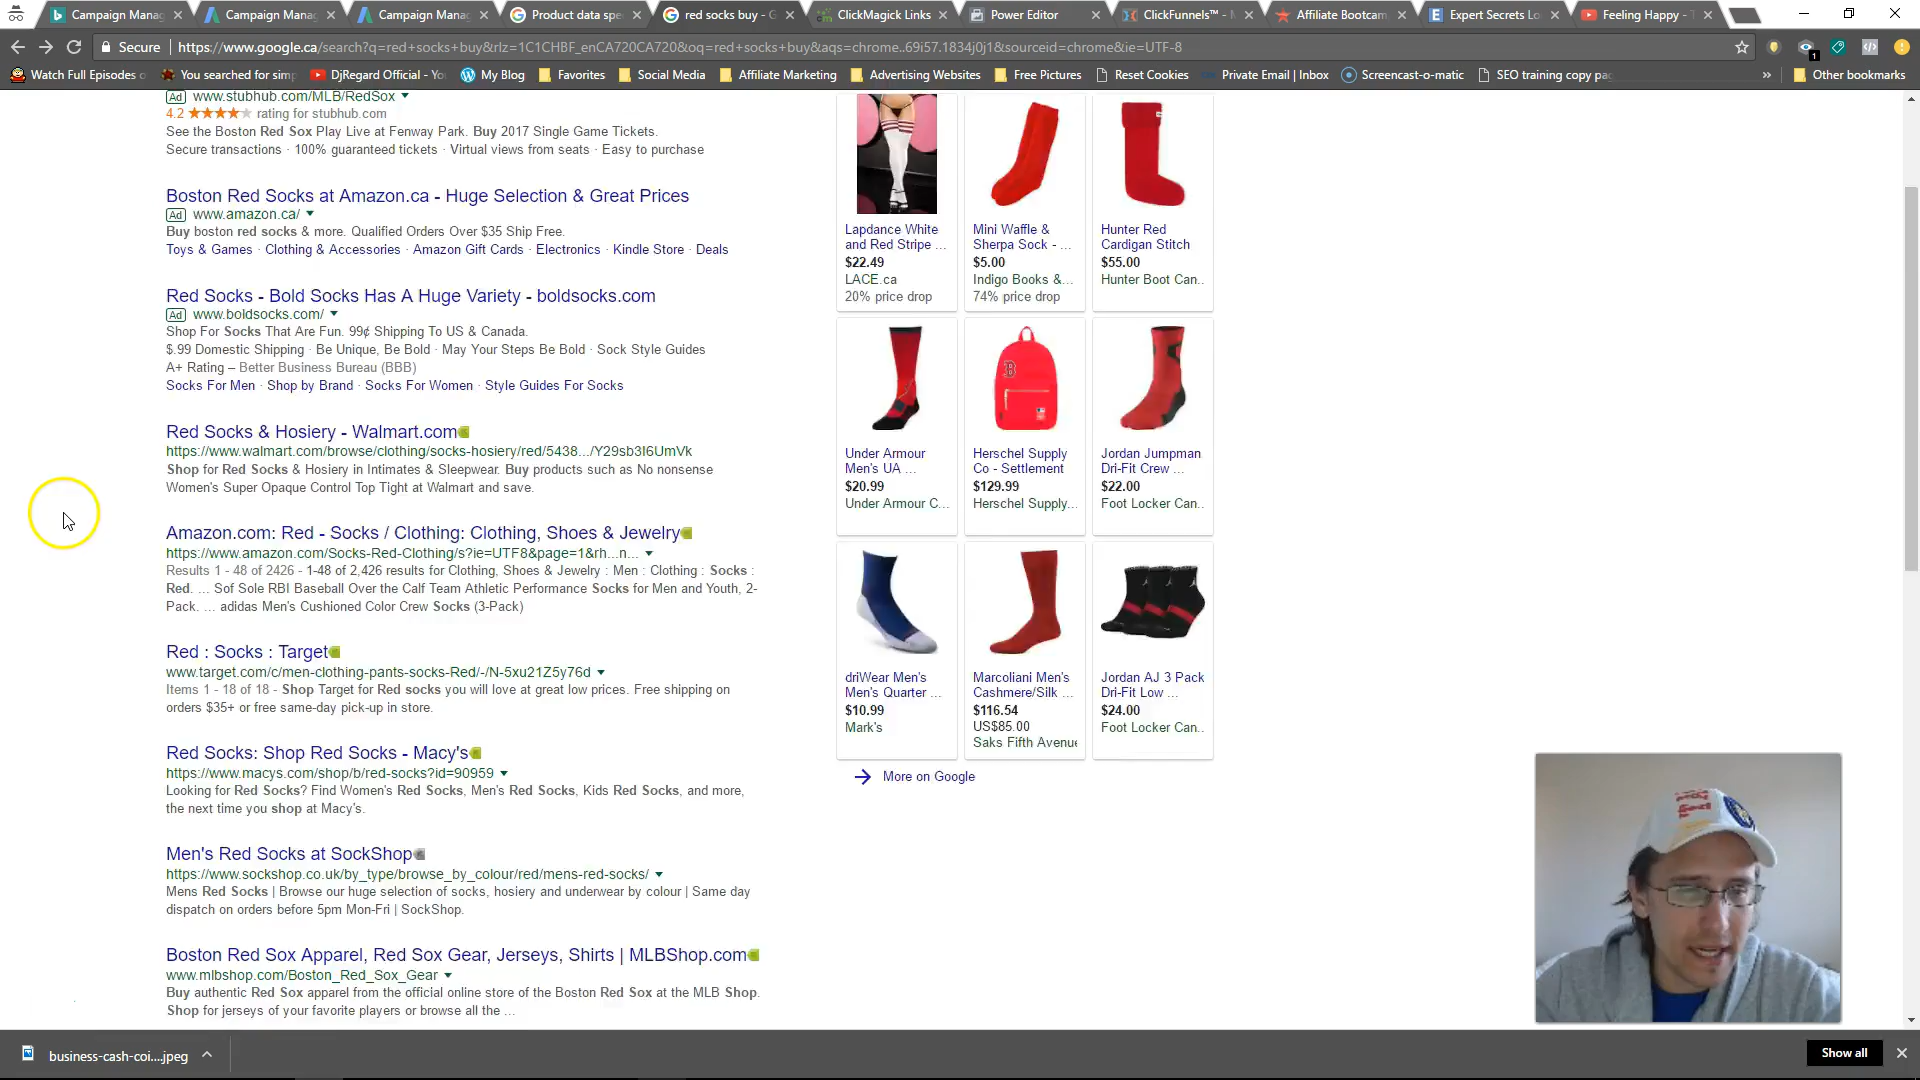 Campaign Mana
Campaign Mana
Campaign Mana
Product data spe
red socks buy - G
ClickMagick Links
Power Editor
ClickFunnels™ - M
Affiliate Bootcam
Expert Secrets Lo
Feeling Happy - T
Secure
https://www.google.ca/search?q=red+socks+buy&rlz=1C1CHBF_enCA720CA720&oq=red+socks+buy&aqs=chrome..69i57.1834j0j1&sourceid=chrome&ie=UTF-8
1
Watch Full Episodes o
You searched for simp
DjRegard Official - Yo
My Blog
Favorites
Social Media
Affiliate Marketing
Advertising Websites
Free Pictures
Reset Cookies
Private Email | Inbox
Screencast-o-matic
SEO training copy pag
Other bookmarks
Ad www.stubhub.com/MLB/RedSox
4.2 rating for stubhub.com
See the Boston Red Sox Play Live at Fenway Park. Buy 2017 Single Game Tickets.
Secure transactions · 100% guaranteed tickets · Virtual views from seats · Easy to purchase
Boston Red Socks at Amazon.ca - Huge Selection & Great Prices
Ad www.amazon.ca/
Buy boston red socks & more. Qualified Orders Over $35 Ship Free.
Toys & Games · Clothing & Accessories · Amazon Gift Cards · Electronics · Kindle Store · Deals
Red Socks - Bold Socks Has A Huge Variety - boldsocks.com
Ad www.boldsocks.com/
Shop For Socks That Are Fun. 99¢ Shipping To US & Canada.
$.99 Domestic Shipping · Be Unique, Be Bold · May Your Steps Be Bold · Sock Style Guides
A+ Rating – Better Business Bureau (BBB)
Socks For Men · Shop by Brand · Socks For Women · Style Guides For Socks
Red Socks & Hosiery - Walmart.com
https://www.walmart.com/browse/clothing/socks-hosiery/red/5438.../Y29sb3I6UmVk
Shop for Red Socks & Hosiery in Intimates & Sleepwear. Buy products such as No nonsense
Women's Super Opaque Control Top Tight at Walmart and save.
Amazon.com: Red - Socks / Clothing: Clothing, Shoes & Jewelry
https://www.amazon.com/Socks-Red-Clothing/s?ie=UTF8&page=1&rh...n...
Results 1 - 48 of 2426 - 1-48 of 2,426 results for Clothing, Shoes & Jewelry : Men : Clothing : Socks :
Red. ... Sof Sole RBI Baseball Over the Calf Team Athletic Performance Socks for Men and Youth, 2-
Pack. ... adidas Men's Cushioned Color Crew Socks (3-Pack)
Red : Socks : Target
www.target.com/c/men-clothing-pants-socks-Red/-/N-5xu21Z5y76d
Items 1 - 18 of 18 - Shop Target for Red socks you will love at great low prices. Free shipping on
orders $35+ or free same-day pick-up in store.
Red Socks: Shop Red Socks - Macy's
https://www.macys.com/shop/b/red-socks?id=90959
Looking for Red Socks? Find Women's Red Socks, Men's Red Socks, Kids Red Socks, and more,
the next time you shop at Macy's.
Men's Red Socks at SockShop
https://www.sockshop.co.uk/by_type/browse_by_colour/red/mens-red-socks/
Mens Red Socks | Browse our huge selection of socks, hosiery and underwear by colour | Same day
dispatch on orders before 5pm Mon-Fri | SockShop.
Boston Red Sox Apparel, Red Sox Gear, Jerseys, Shirts | MLBShop.com
www.mlbshop.com/Boston_Red_Sox_Gear
Buy authentic Red Sox apparel from the official online store of the Boston Red Sox at the MLB Shop.
Shop for jerseys of your favorite players or browse all the ...
Lapdance White
and Red Stripe ...
$22.49
LACE.ca
20% price drop
Mini Waffle &
Sherpa Sock - ...
$5.00
Indigo Books &...
74% price drop
Hunter Red
Cardigan Stitch
$55.00
Hunter Boot Can..
Under Armour
Men's UA ...
$20.99
Under Armour C...
B
Herschel Supply
Co - Settlement
$129.99
Herschel Supply...
Jordan Jumpman
Dri-Fit Crew ...
$22.00
Foot Locker Can..
driWear Men's
Men's Quarter ...
$10.99
Mark's
Marcoliani Men's
Cashmere/Silk ...
$116.54
US$85.00
Saks Fifth Avenue
Jordan AJ 3 Pack
Dri-Fit Low ...
$24.00
Foot Locker Can..
More on Google
business-cash-coi....jpeg
Show all